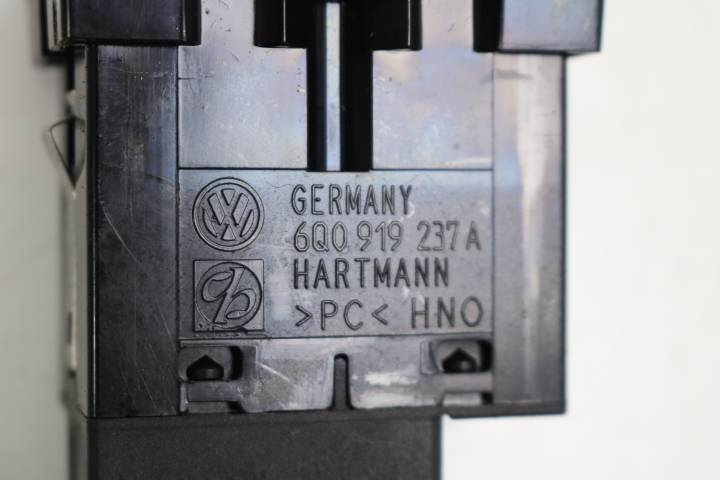 GERMANY
6Q0 919 237 A
HARTMANN
>PC< HNO